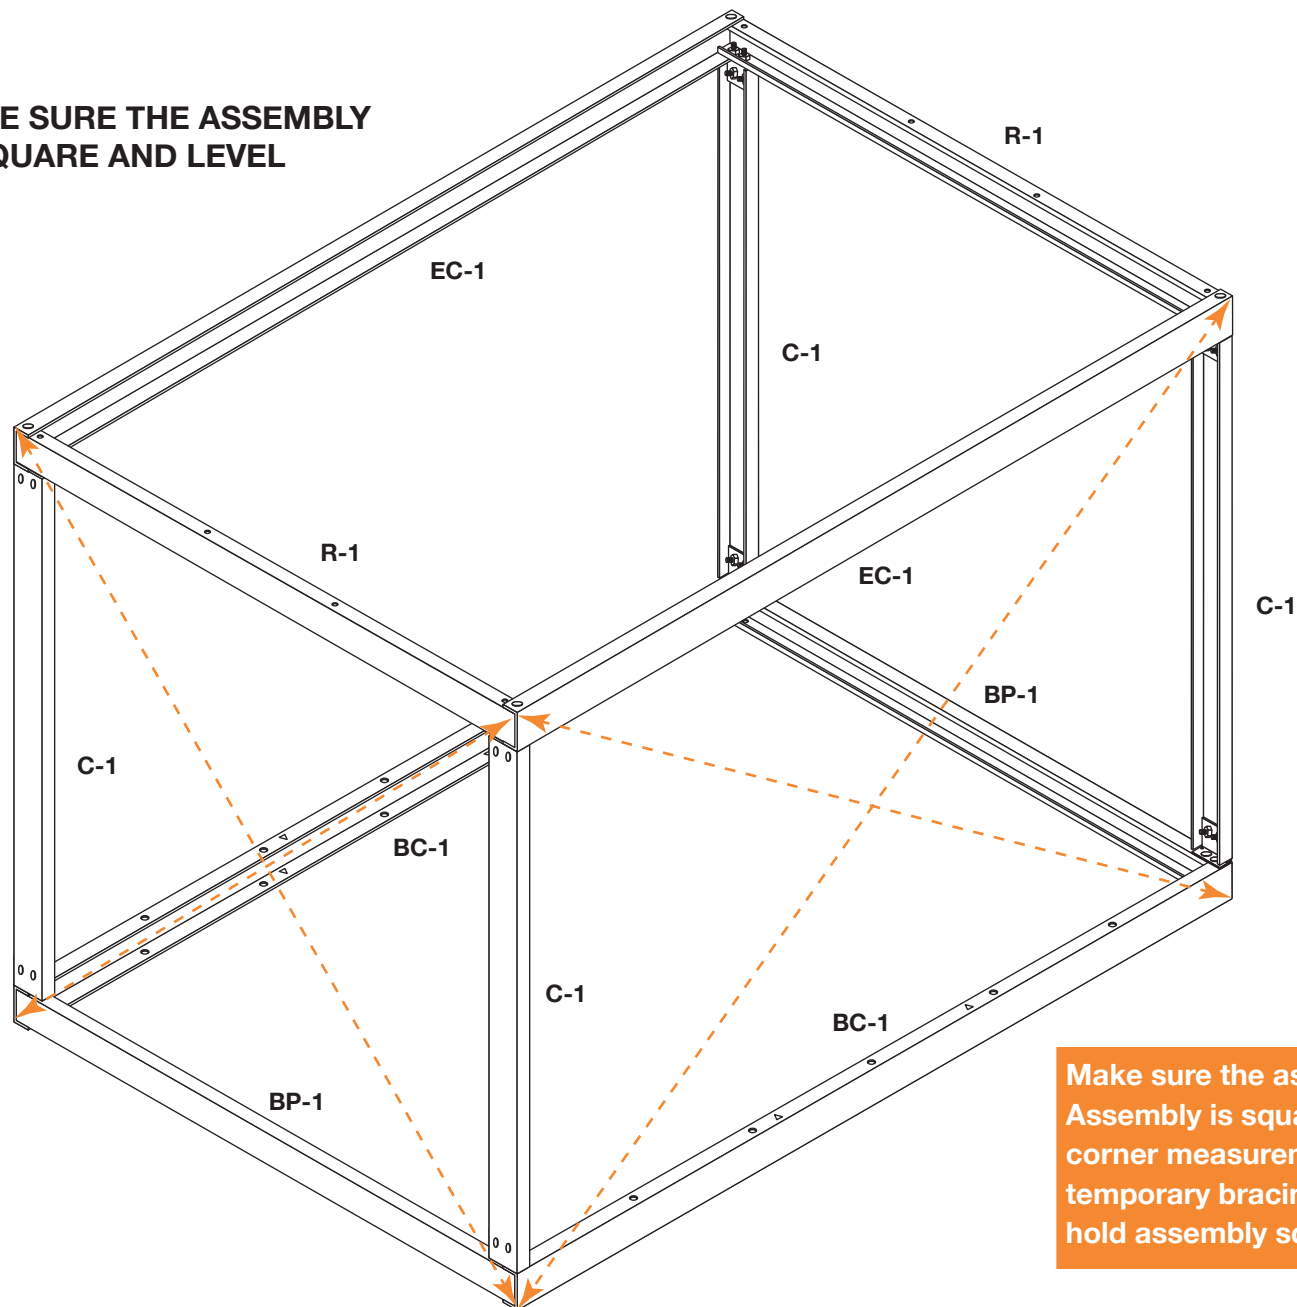 E SURE THE ASSEMBLY
QUARE AND LEVEL
R-1
EC-1
C-1
R-1
EC-1
C-1
BP-1
C-1
BC-1
C-1
BC-1
BP-1
Make sure the as
Assembly is squa
corner measurem
temporary bracin
hold assembly sq